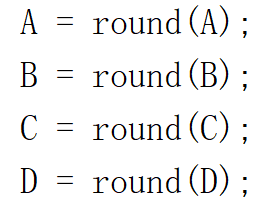 A = round(A);
B = round(B);
C = round(C);
D = round(D);